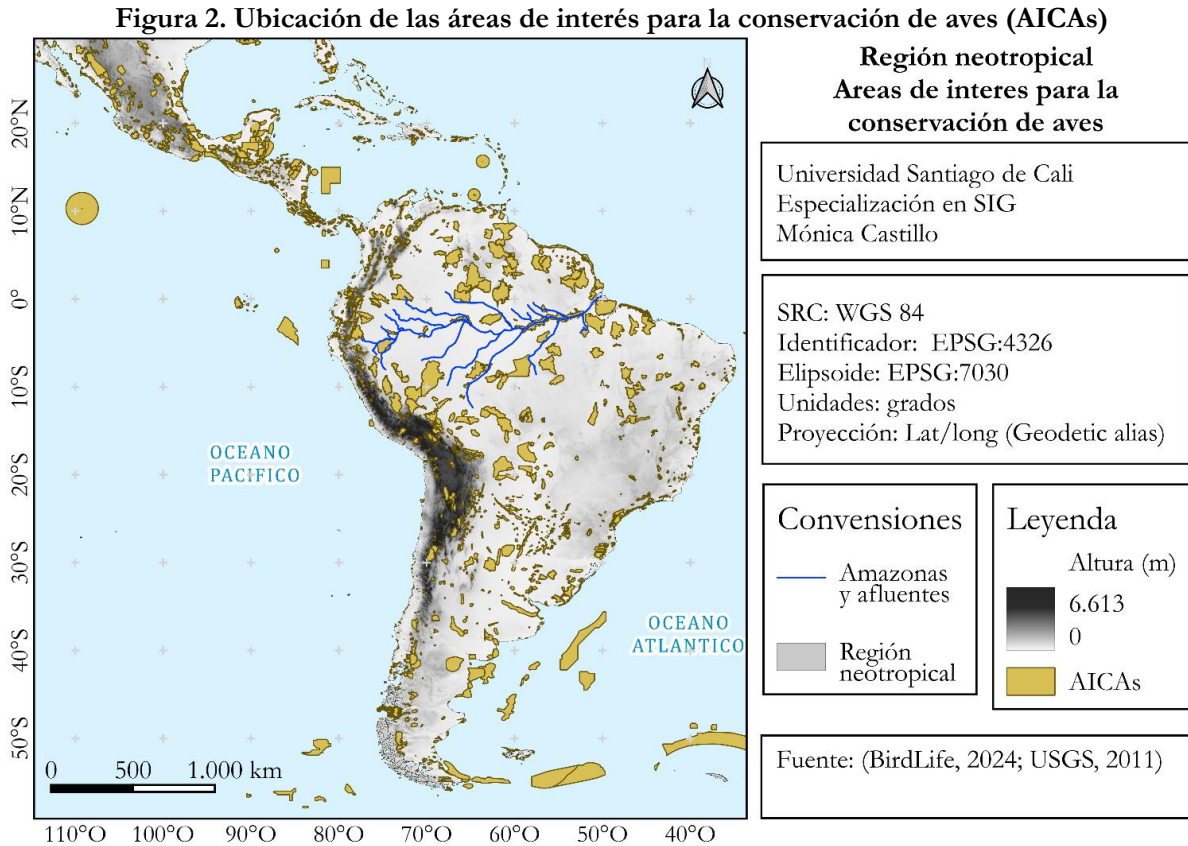 Figura 2. Ubicación de las áreas de interés para la conservación de aves (AICAs)
Región neotropical
Areas de interes para la
conservación de aves
Universidad Santiago de Cali
Especialización en SIG
Mónica Castillo
SRC: WGS 84
Identificador: EPSG:4326
Elipsoide: EPSG:7030
Unidades: grados
Proyección: Lat/long (Geodetic alias)
Convensiones
Amazonas
y afluentes
Región
neotropical
Leyenda
Altura (m)
6.613
0
AICAs
Fuente: (BirdLife, 2024; USGS, 2011)
N
20°N
10°N
0°
10°S
20°S
30°S
40°S
50°S
OCEANO
PACIFICO
OCEANO
ATLANTICO
0 500 1.000 km
110°O 100°O 90°O 80°O 70°O 60°O 50°O 40°O